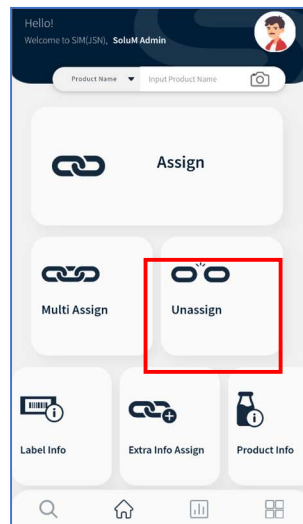 Hello!
Welcome to SIM(JSN), SoluM Admin
Product Name Input Product Name
Assign
Multi Assign
Unassign
Label Info
Extra Info Assign
Product Info